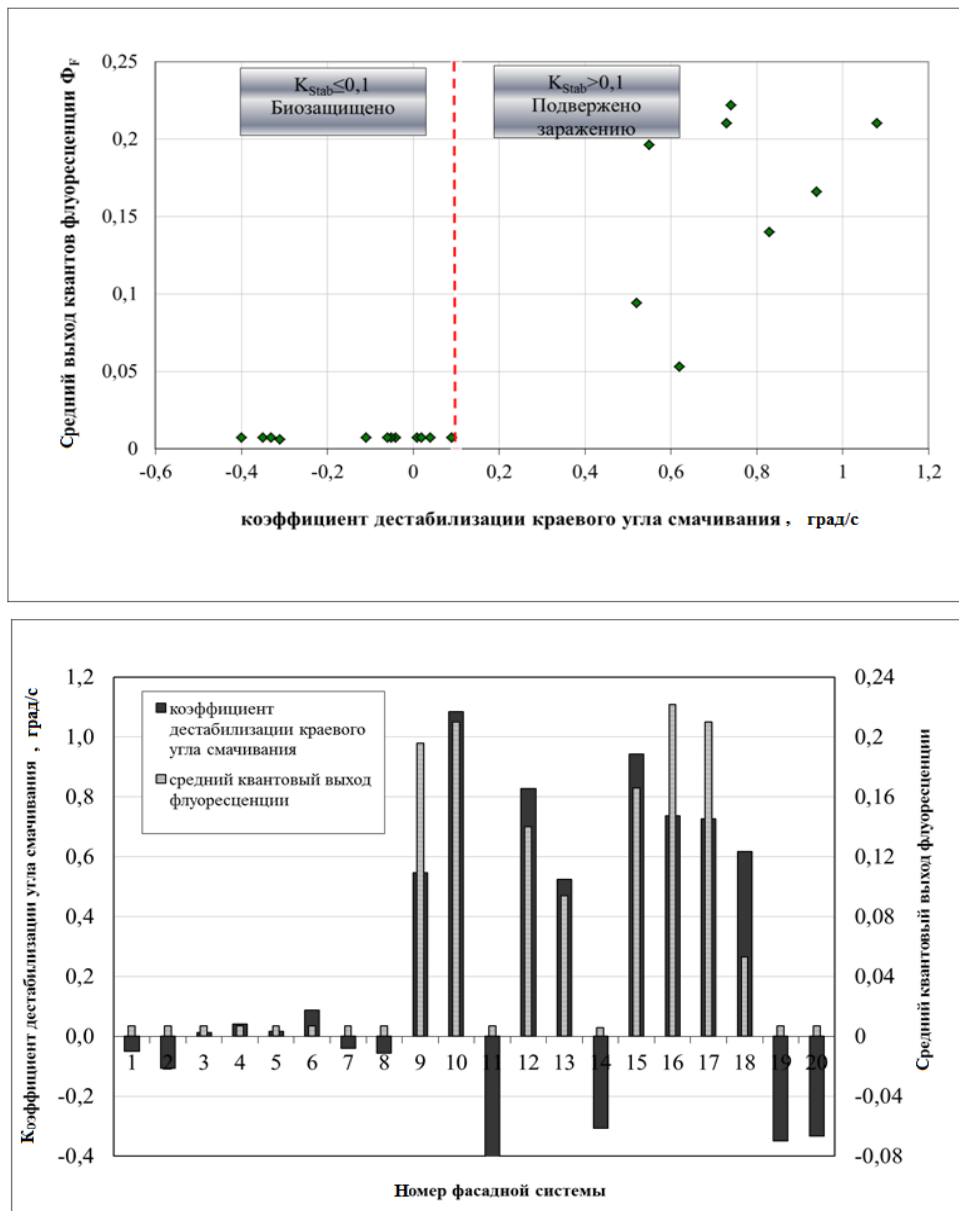 0,25
0,2
0,15
0,1
0,05
0
-0,6 -0,4 -0,2 0 0,2 0,4 0,6 0,8 1 1,2
Средний выход квантов флуоресценции ΦF
KStab≤0,1
Биозащищено
KStab>0,1
Подвержено
заражению
коэффициент дестабилизации краевого угла смачивания , град/с
Коэффициент дестабилизации угла смачивания , град/с
1,2
1,0
0,8
0,6
0,4
0,2
0,0
-0,2
-0,4
коэффициент
дестабилизации краевого
угла смачивания
средний квантовый выход
флуоресценции
1 2 3 4 5 6 7 8 9 10 11 12 13 14 15 16 17 18 19 20
0,24
0,2
0,16
0,12
0,08
0,04
0
-0,04
-0,08
Средний квантовый выход флуоресценции
Номер фасадной системы